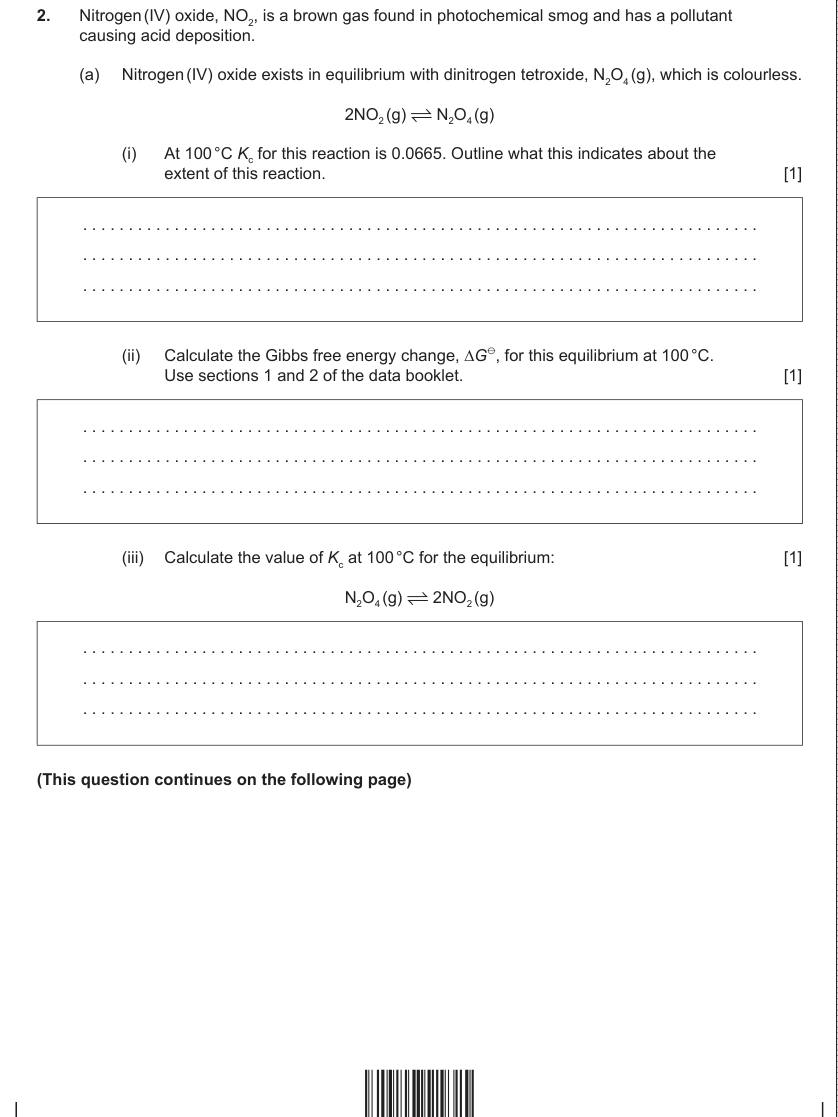 2. Nitrogen(IV) oxide, NO₂, is a brown gas found in photochemical smog and has a pollutant
causing acid deposition.
(a) Nitrogen(IV) oxide exists in equilibrium with dinitrogen tetroxide, N₂O₄(g), which is colourless.
2NO₂(g) ⇌ N₂O₄(g)
(i) At 100°C K꜀ for this reaction is 0.0665. Outline what this indicates about the
extent of this reaction. [1]
(ii) Calculate the Gibbs free energy change, ΔG⦵, for this equilibrium at 100°C.
Use sections 1 and 2 of the data booklet. [1]
(iii) Calculate the value of K꜀ at 100°C for the equilibrium: [1]
N₂O₄(g) ⇌ 2NO₂(g)
(This question continues on the following page)